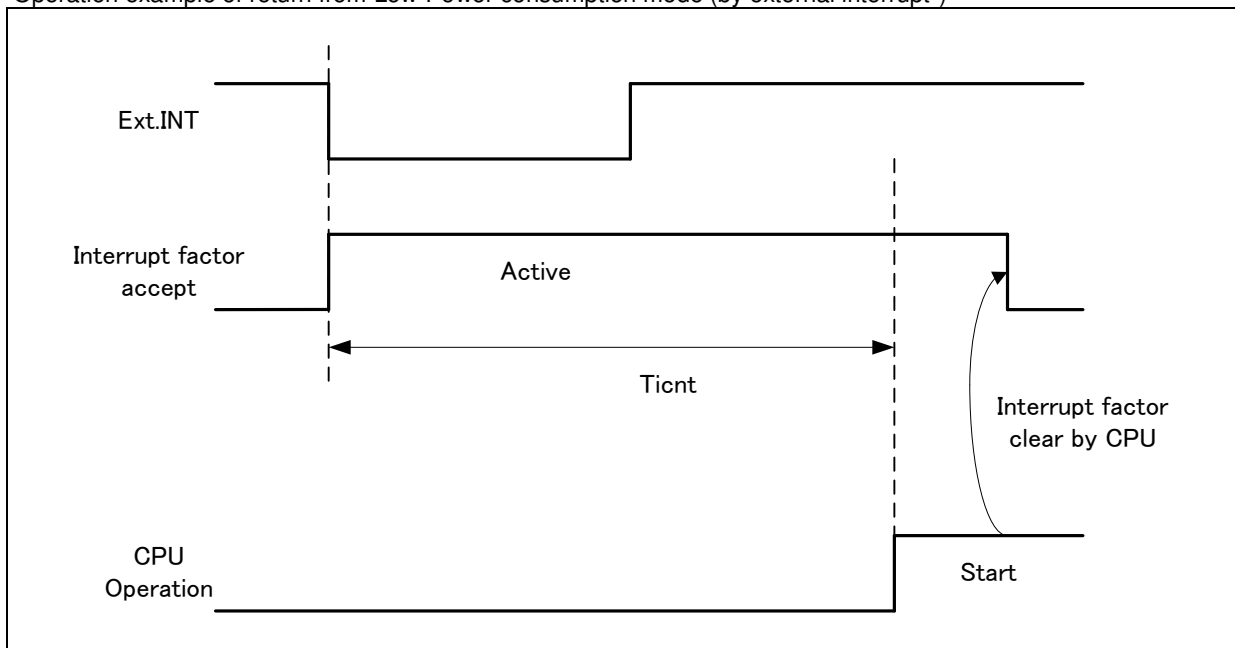 Operation example of return from Low-Power consumption mode (by external interrupt*)
Ext.INT
Interrupt factor
accept
Active
Ticnt
Interrupt factor
clear by CPU
CPU
Operation
Start